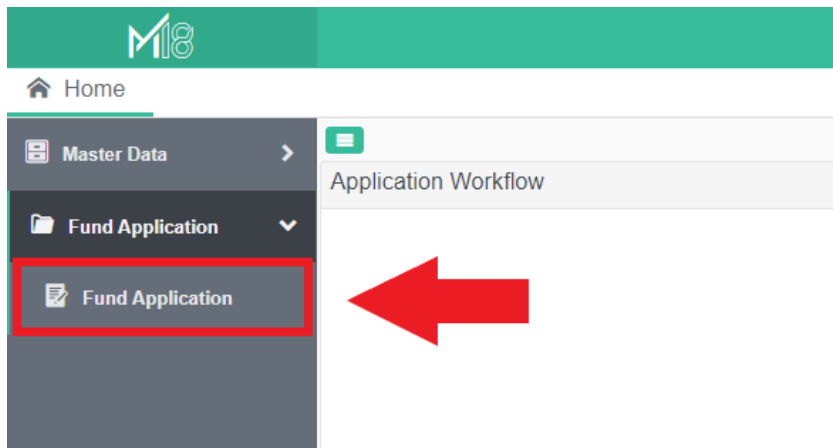 M18
Home
Master Data
Application Workflow
Fund Application
Fund Application